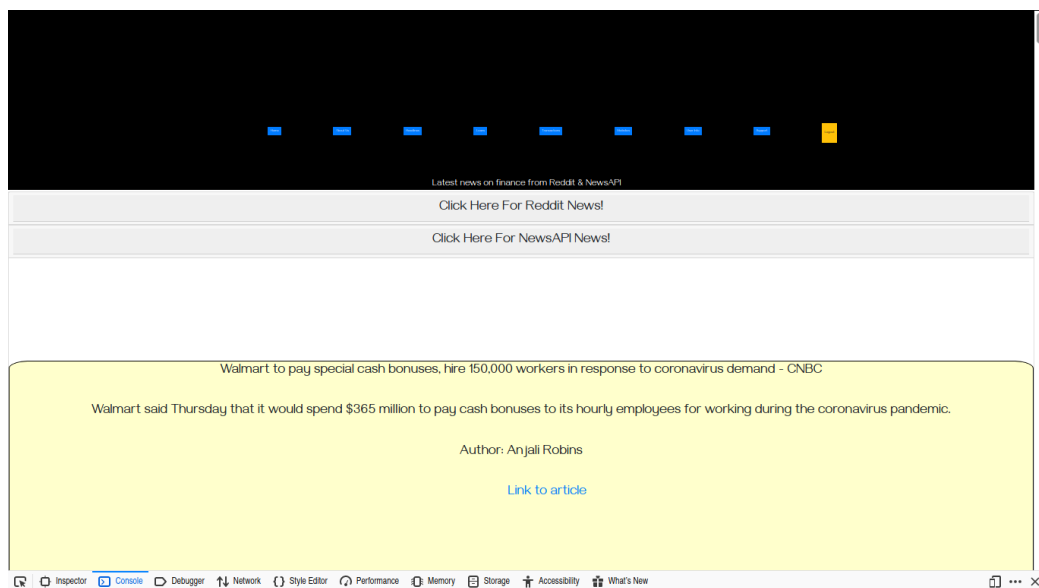 Latest news on finance from Reddit & NewsAPI
Click Here For Reddit News!
Click Here For NewsAPI News!
Walmart to pay special cash bonuses, hire 150,000 workers in response to coronavirus demand - CNBC
Walmart said Thursday that it would spend $365 million to pay cash bonuses to its hourly employees for working during the coronavirus pandemic.
Author: Anjali Robins
Link to article
Inspector Console Debugger Network Style Editor Performance Memory Storage Accessibility What's New